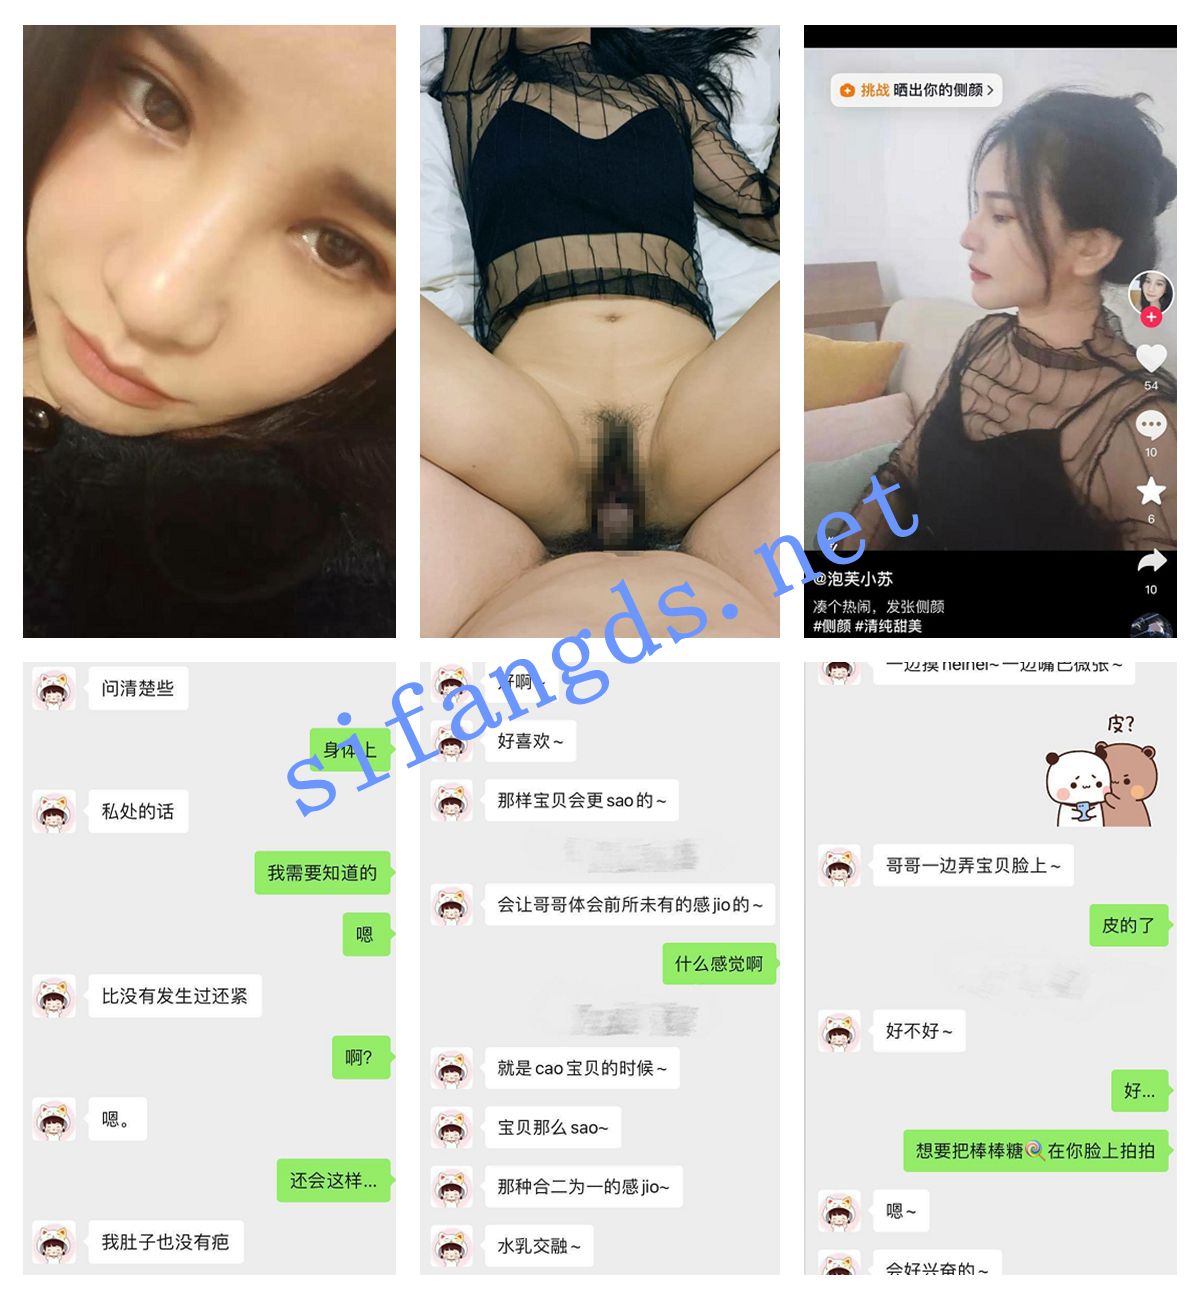 挑战 晒出你的侧颜
54
10
6
10
@泡芙小苏
凑个热闹，发张侧颜
#侧颜 #清纯甜美
sifangds.net
问清楚些
身体上
私处的话
我需要知道的
嗯
比没有发生过还紧
啊?
嗯。
还会这样...
我肚子也没有疤
好啊~
好喜欢~
那样宝贝会更sao的~
会让哥哥体会前所未有的感jio的~
什么感觉啊
就是cao宝贝的时候~
宝贝那么sao~
那种合二为一的感jio~
水乳交融~
一边摸heihei~一边嘴巴微张~
皮?
哥哥一边弄宝贝脸上~
皮的了
好不好~
好...
想要把棒棒糖🍭在你脸上拍拍
嗯~
会好兴奋的~